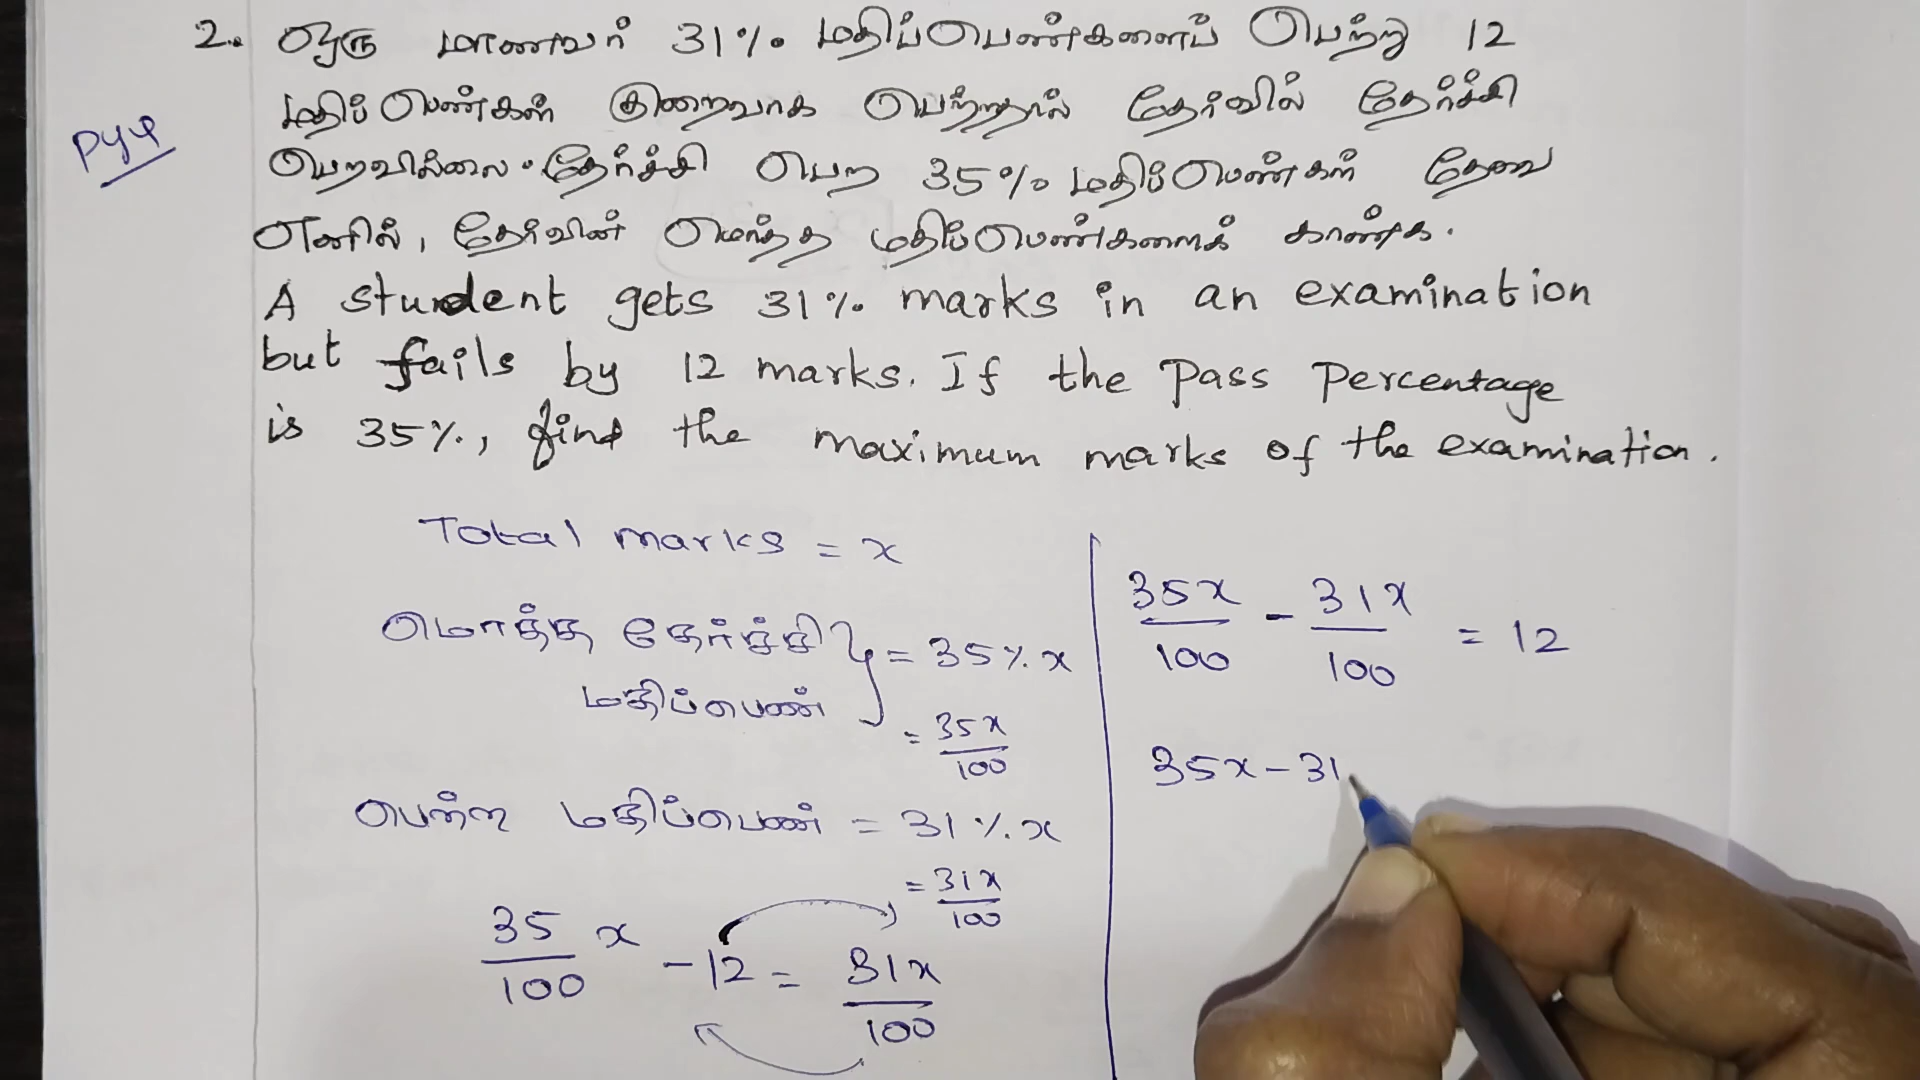 2. ஒரு மாணவர் 31% மதிப்பெண்களைப் பெற்று 12
மதிப்பெண்கள் குறைவாக பெற்றதால் தேர்வில் தேர்ச்சி
PYQ
பெறவில்லை. தேர்ச்சி பெற 35% மதிப்பெண்கள் தேவை
எனில், தேர்வின் மொத்த மதிப்பெண்களைக் காண்க.
A student gets 31% marks in an examination
but fails by 12 marks. If the pass percentage
is 35%, find the maximum marks of the examination.
Total marks = x
மொத்த தேர்ச்சி மதிப்பெண் } = 35% x
= 35x/100
பெற்ற மதிப்பெண் = 31% x
= 31x/100
35/100 x - 12 = 31x/100
35x/100 - 31x/100 = 12
35x - 31